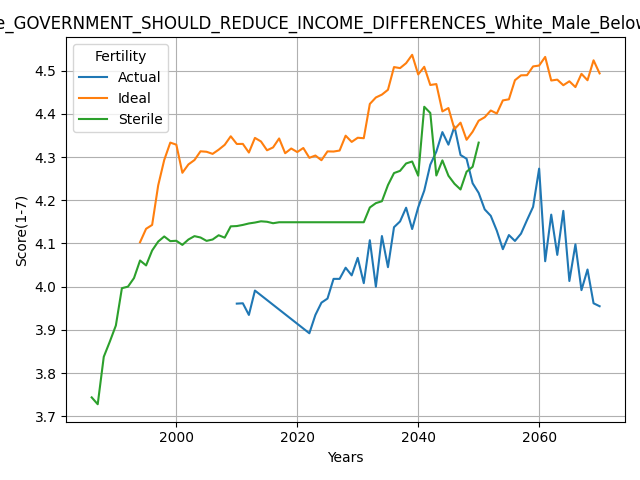 e_GOVERNMENT_SHOULD_REDUCE_INCOME_DIFFERENCES_White_Male_Below
Fertility
Actual
Ideal
Sterile
Score(1-7)
4.5
4.4
4.3
4.2
4.1
4.0
3.9
3.8
3.7
2000 2020 2040 2060
Years